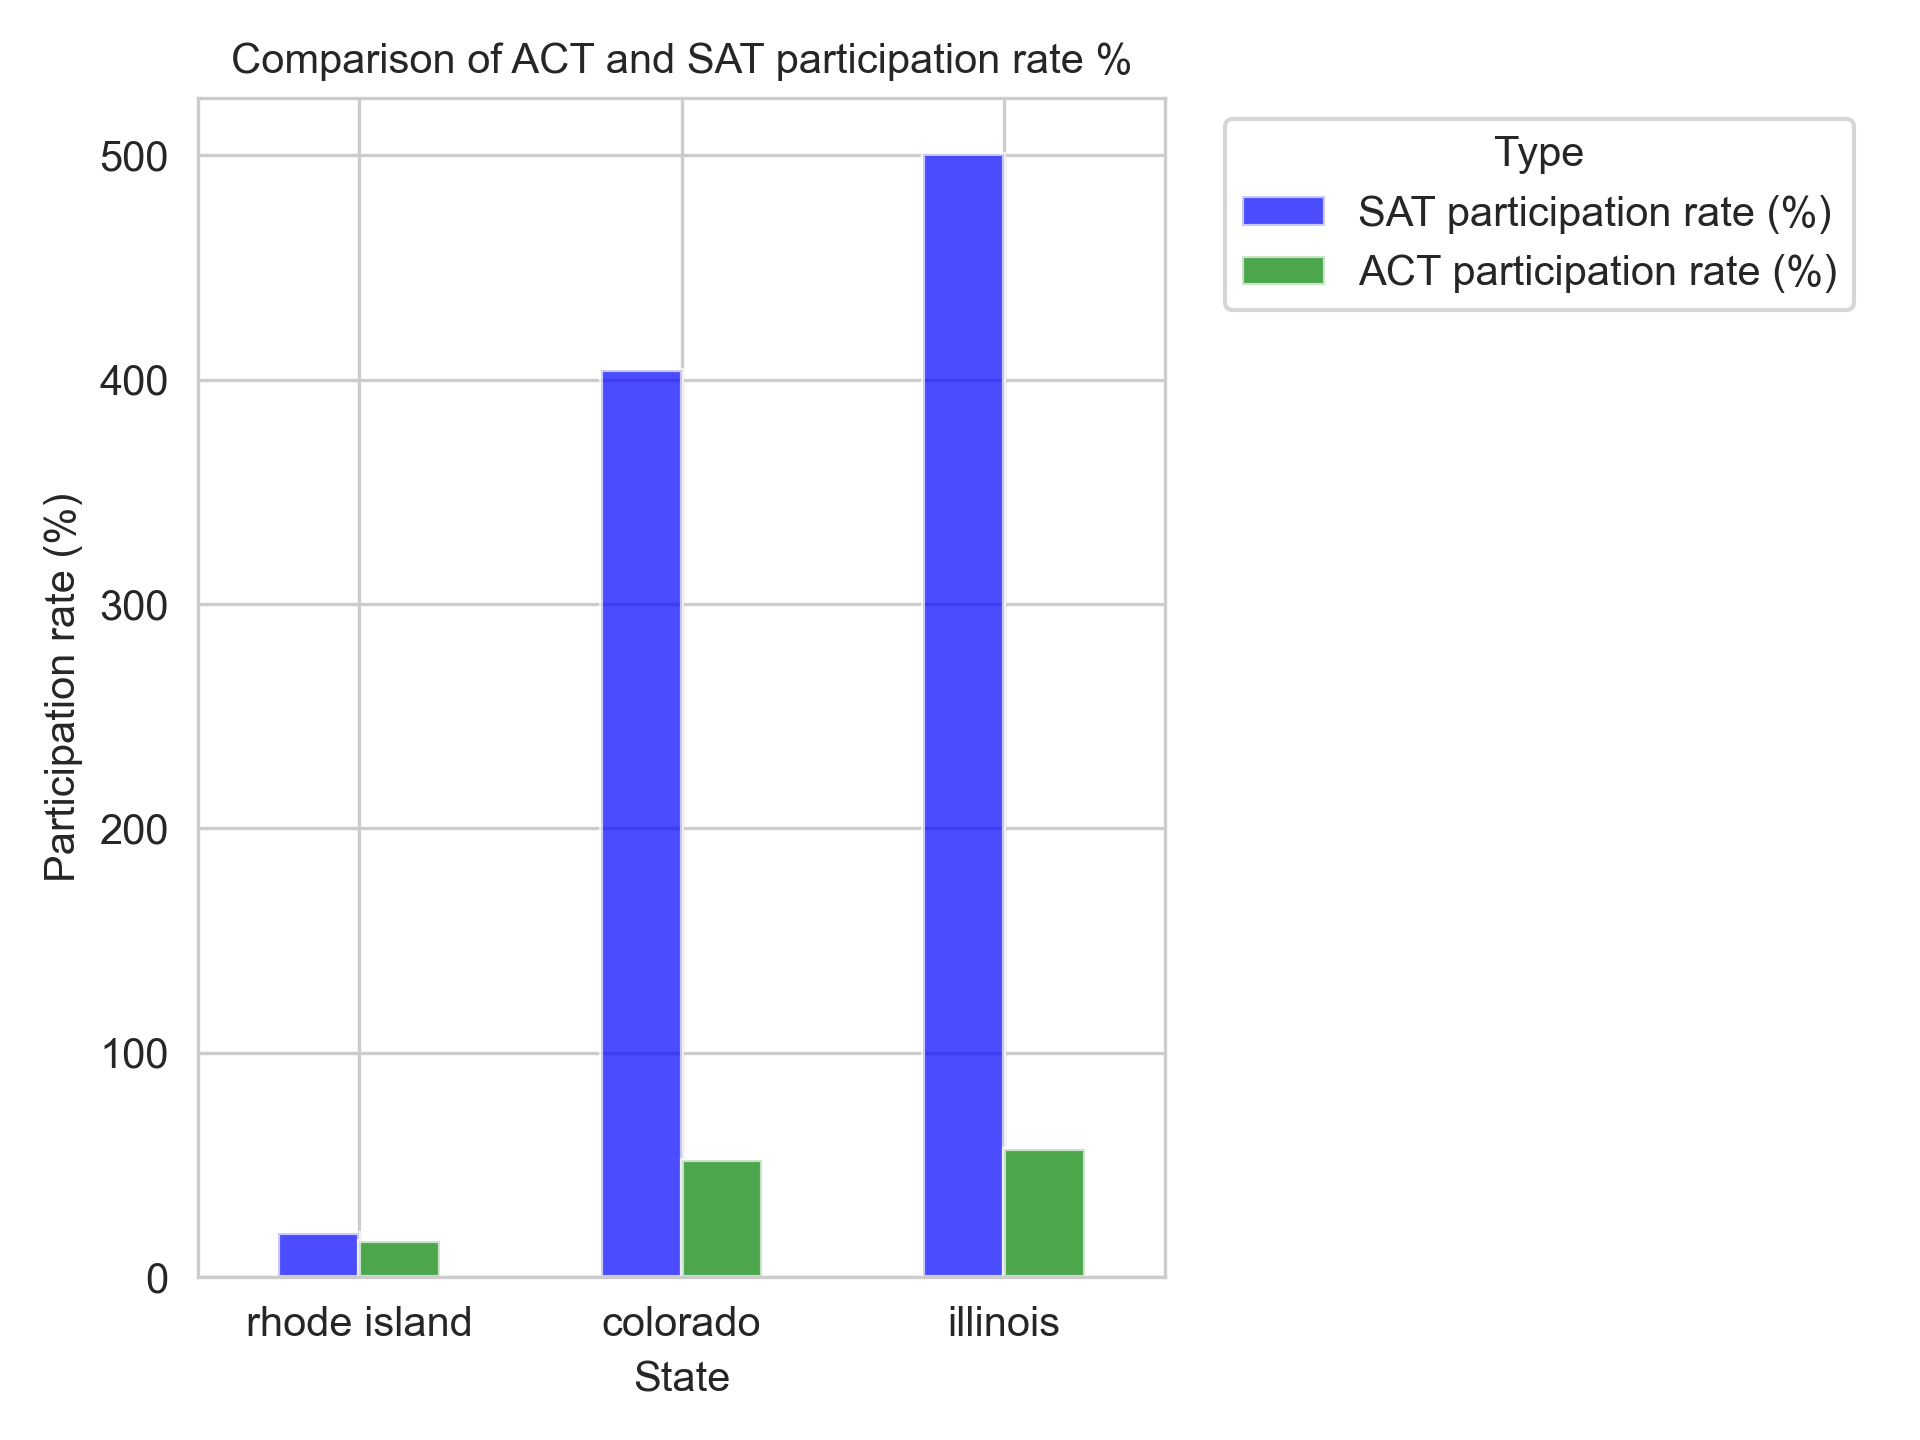 Comparison of ACT and SAT participation rate %
Participation rate (%)
500
400
300
200
100
0
rhode island
colorado
illinois
State
Type
SAT participation rate (%)
ACT participation rate (%)